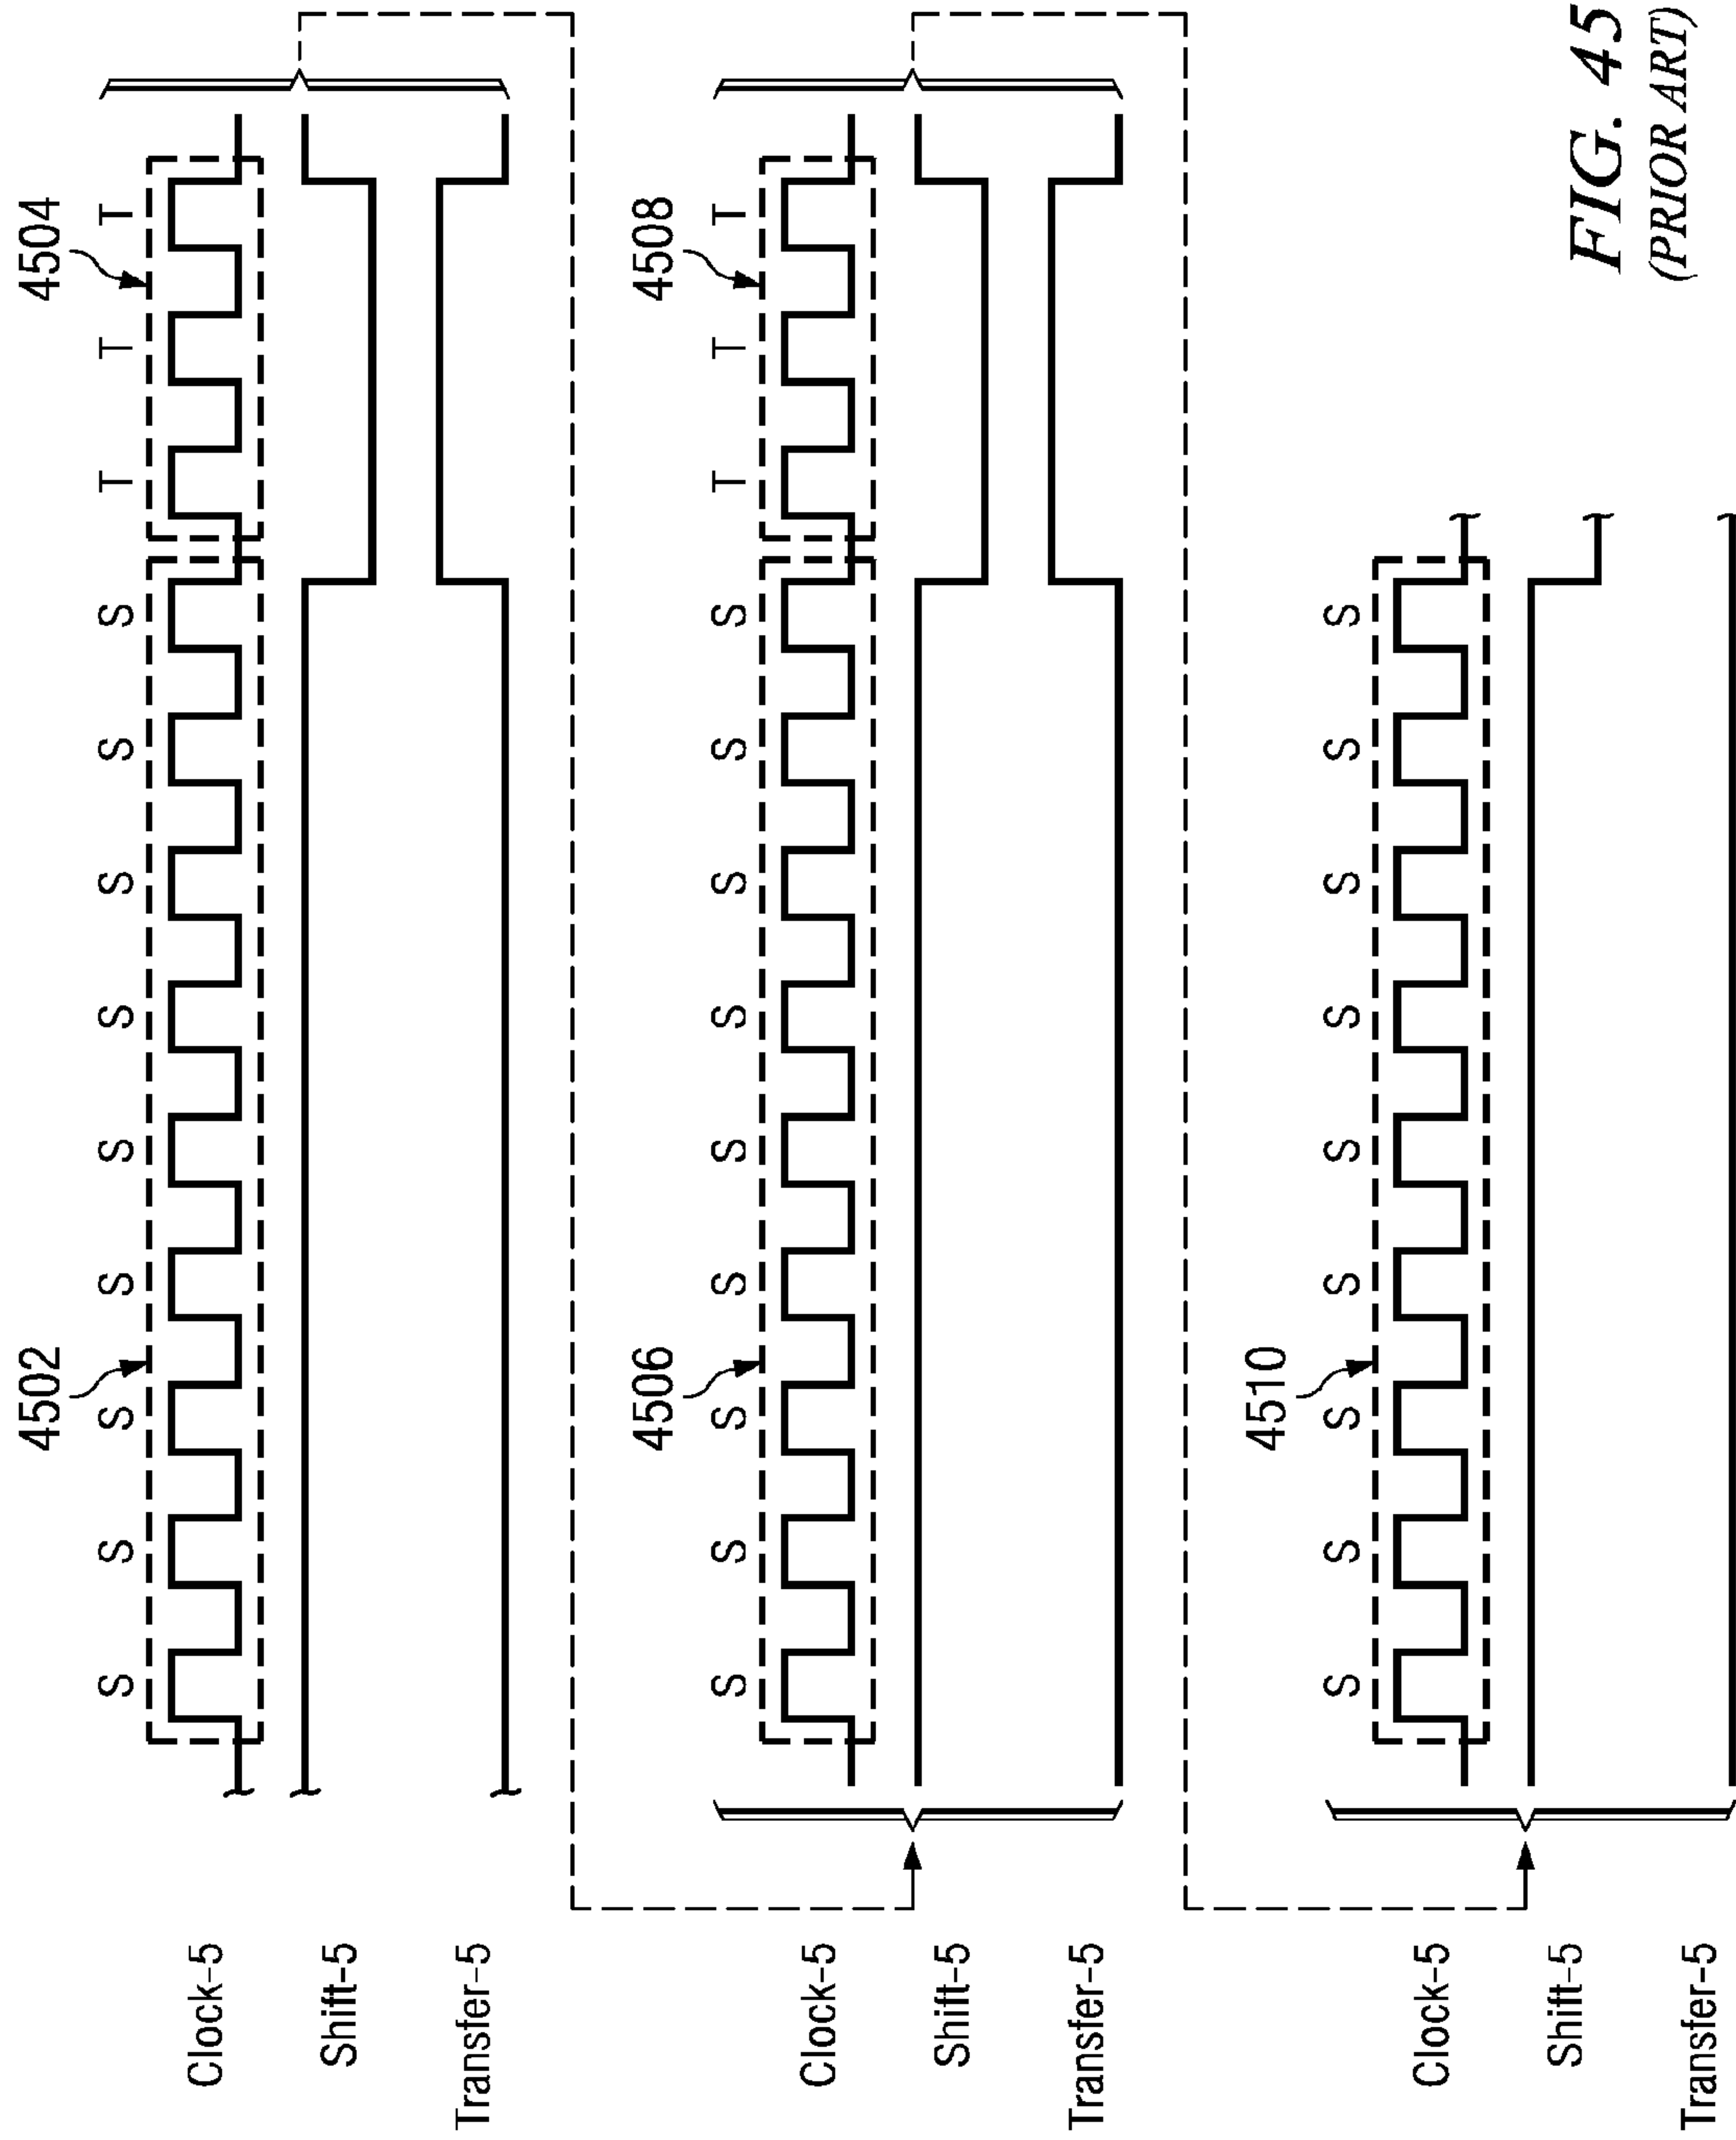 4502
4504
S S S S S S S S S T T T
Clock-5
Shift-5
Transfer-5
4506
4508
S S S S S S S S S T T T
Clock-5
Shift-5
Transfer-5
4510
S S S S S S S S S
Clock-5
Shift-5
Transfer-5
FIG. 45
(PRIOR ART)